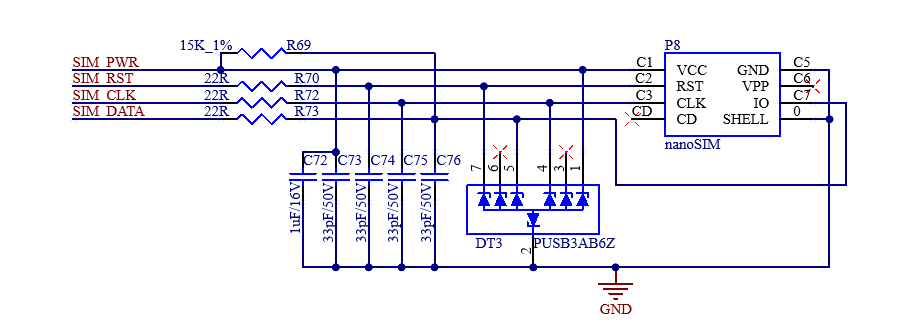 15K_1% R69 P8
SIM_PWR C1 VCC GND C5
SIM_RST 22R R70 C2 RST VPP C6
SIM_CLK 22R R72 C3 CLK IO C7
SIM_DATA 22R R73 CD CD SHELL 0
nanoSIM
C72 C73 C74 C75 C76 7 6 5 4 3 1
1uF/16V 33pF/50V 33pF/50V 33pF/50V 33pF/50V
DT3 2 PUSB3AB6Z
GND